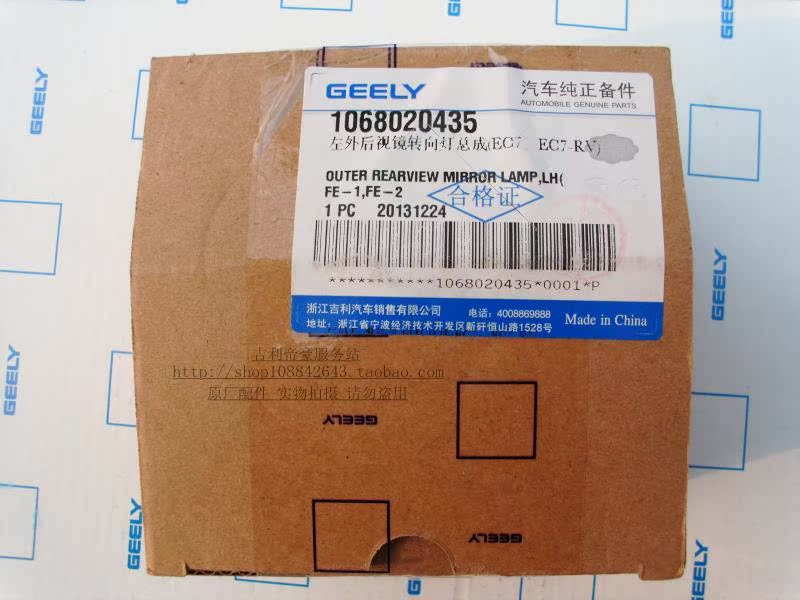 GEELY
汽车纯正备件
AUTOMOBILE GENUINE PARTS
1068020435
左外后视镜转向灯总成(EC7 EC7-RV)
OUTER REARVIEW MIRROR LAMP,LH(
FE-1,FE-2
合格证
1 PC 20131224
***********1068020435*0001*P
浙江吉利汽车销售有限公司 电话: 4008869888
地址: 浙江省宁波经济技术开发区新矸恒山路1528号 Made in China
吉利帝豪服务站
http://shop108842643.taobao.com
原厂配件 实物拍摄 请勿盗用
GEELY
GEELY
GEELY
GEELY
GEELY
GEELY
GEELY
GEELY
GEELY
GEELY